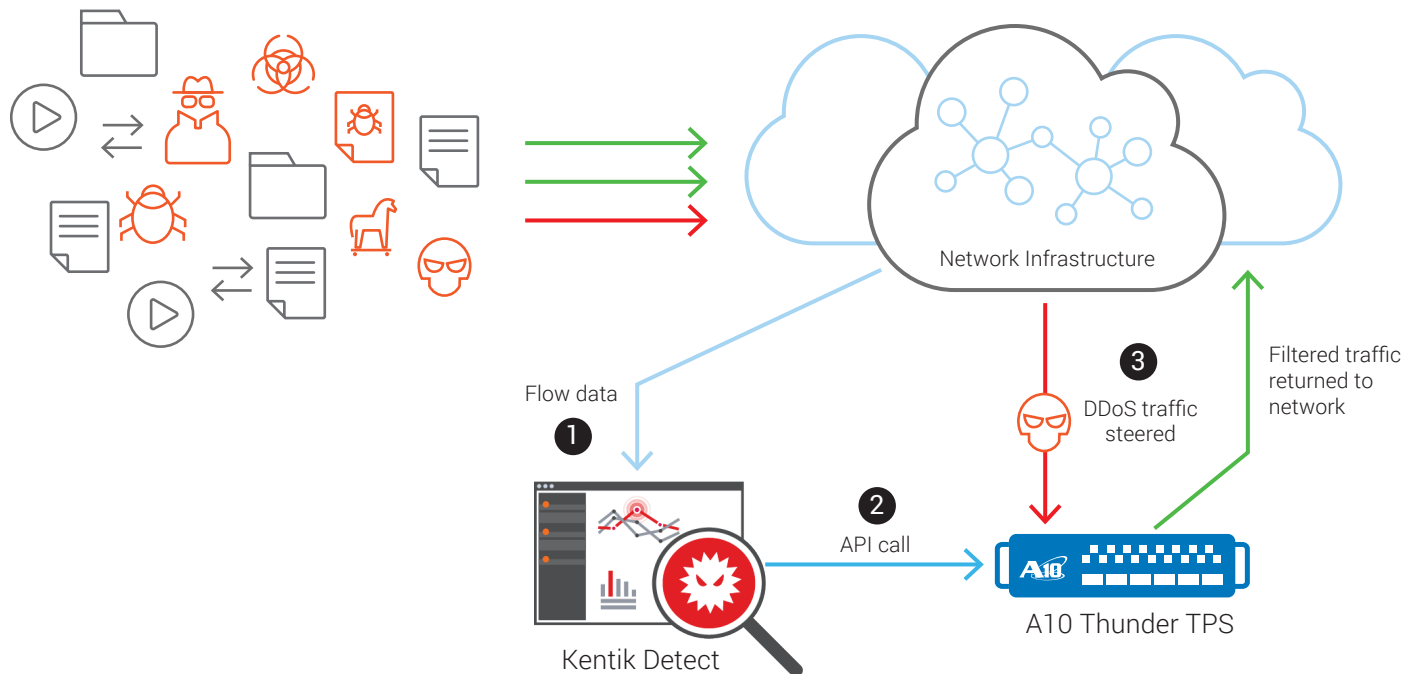 Network Infrastructure
Flow data
1
3
DDoS traffic
steered
Filtered traffic
returned to
network
2
API call
A10
A10 Thunder TPS
Kentik Detect